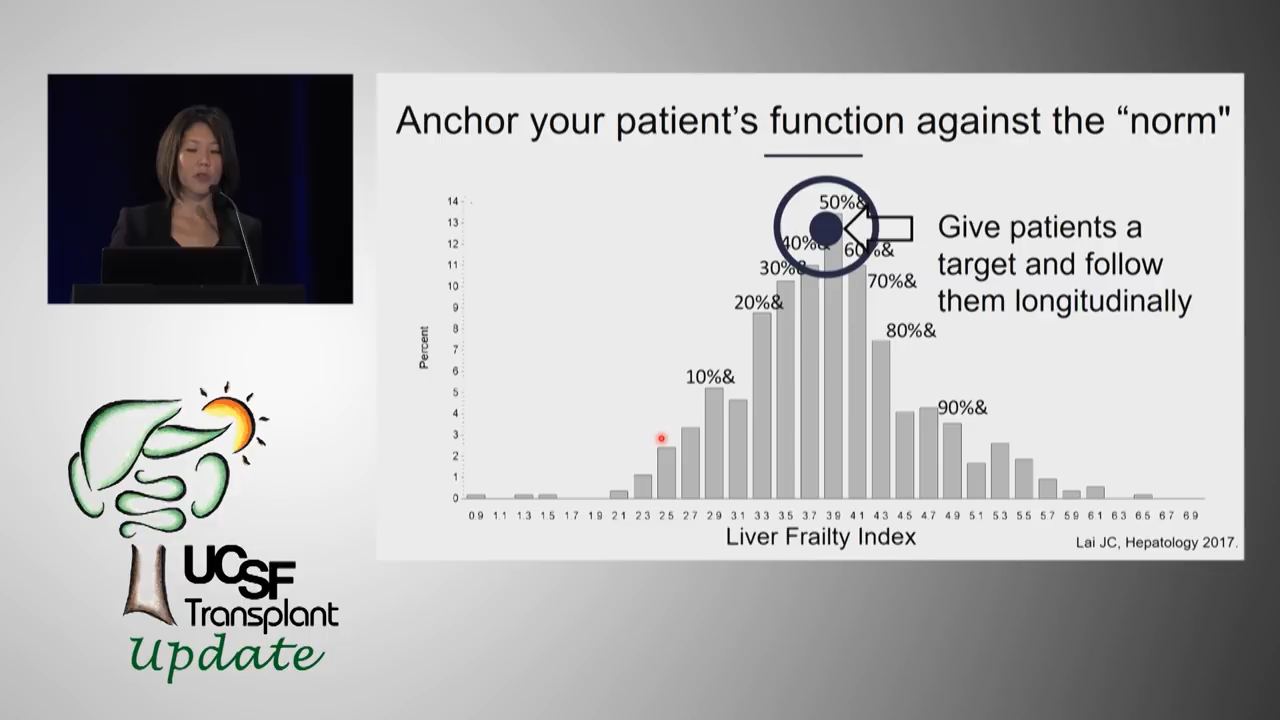 Anchor your patient’s function against the “norm"
14
13
12
11
10
9
8
7
6
5
4
3
2
1
0
Percent
10%&
20%&
30%&
40%&
50%&
60%&
70%&
80%&
90%&
Give patients a
target and follow
them longitudinally
0.9 1.1 1.3 1.5 1.7 1.9 2.1 2.3 2.5 2.7 2.9 3.1 3.3 3.5 3.7 3.9 4.1 4.3 4.5 4.7 4.9 5.1 5.3 5.5 5.7 5.9 6.1 6.3 6.5 6.7 6.9
Liver Frailty Index
Lai JC, Hepatology 2017.
UCSF
Transplant
Update